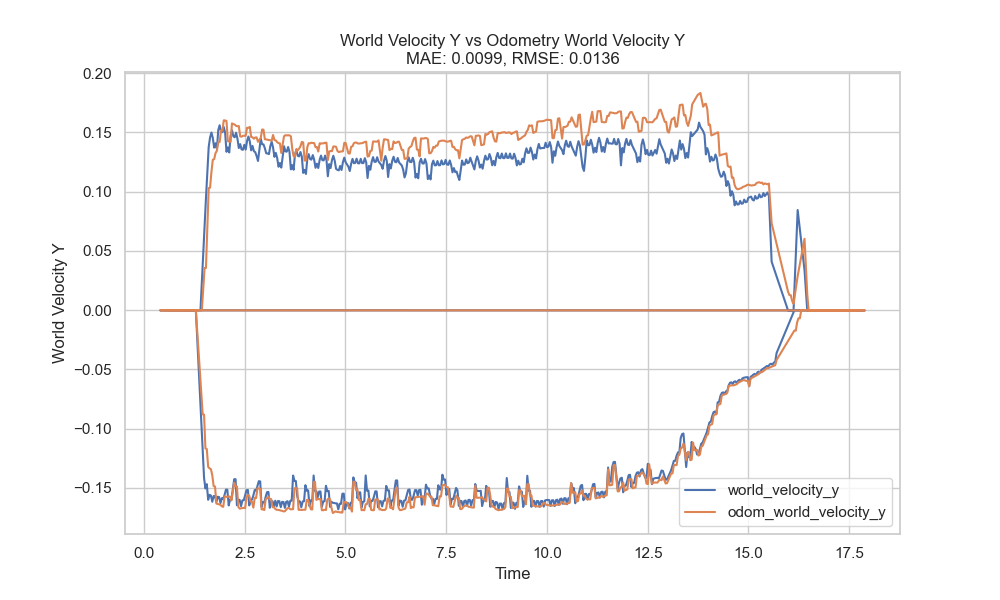 World Velocity Y vs Odometry World Velocity Y
MAE: 0.0099, RMSE: 0.0136
World Velocity Y
0.20
0.15
0.10
0.05
0.00
−0.05
−0.10
−0.15
world_velocity_y
odom_world_velocity_y
0.0 2.5 5.0 7.5 10.0 12.5 15.0 17.5
Time